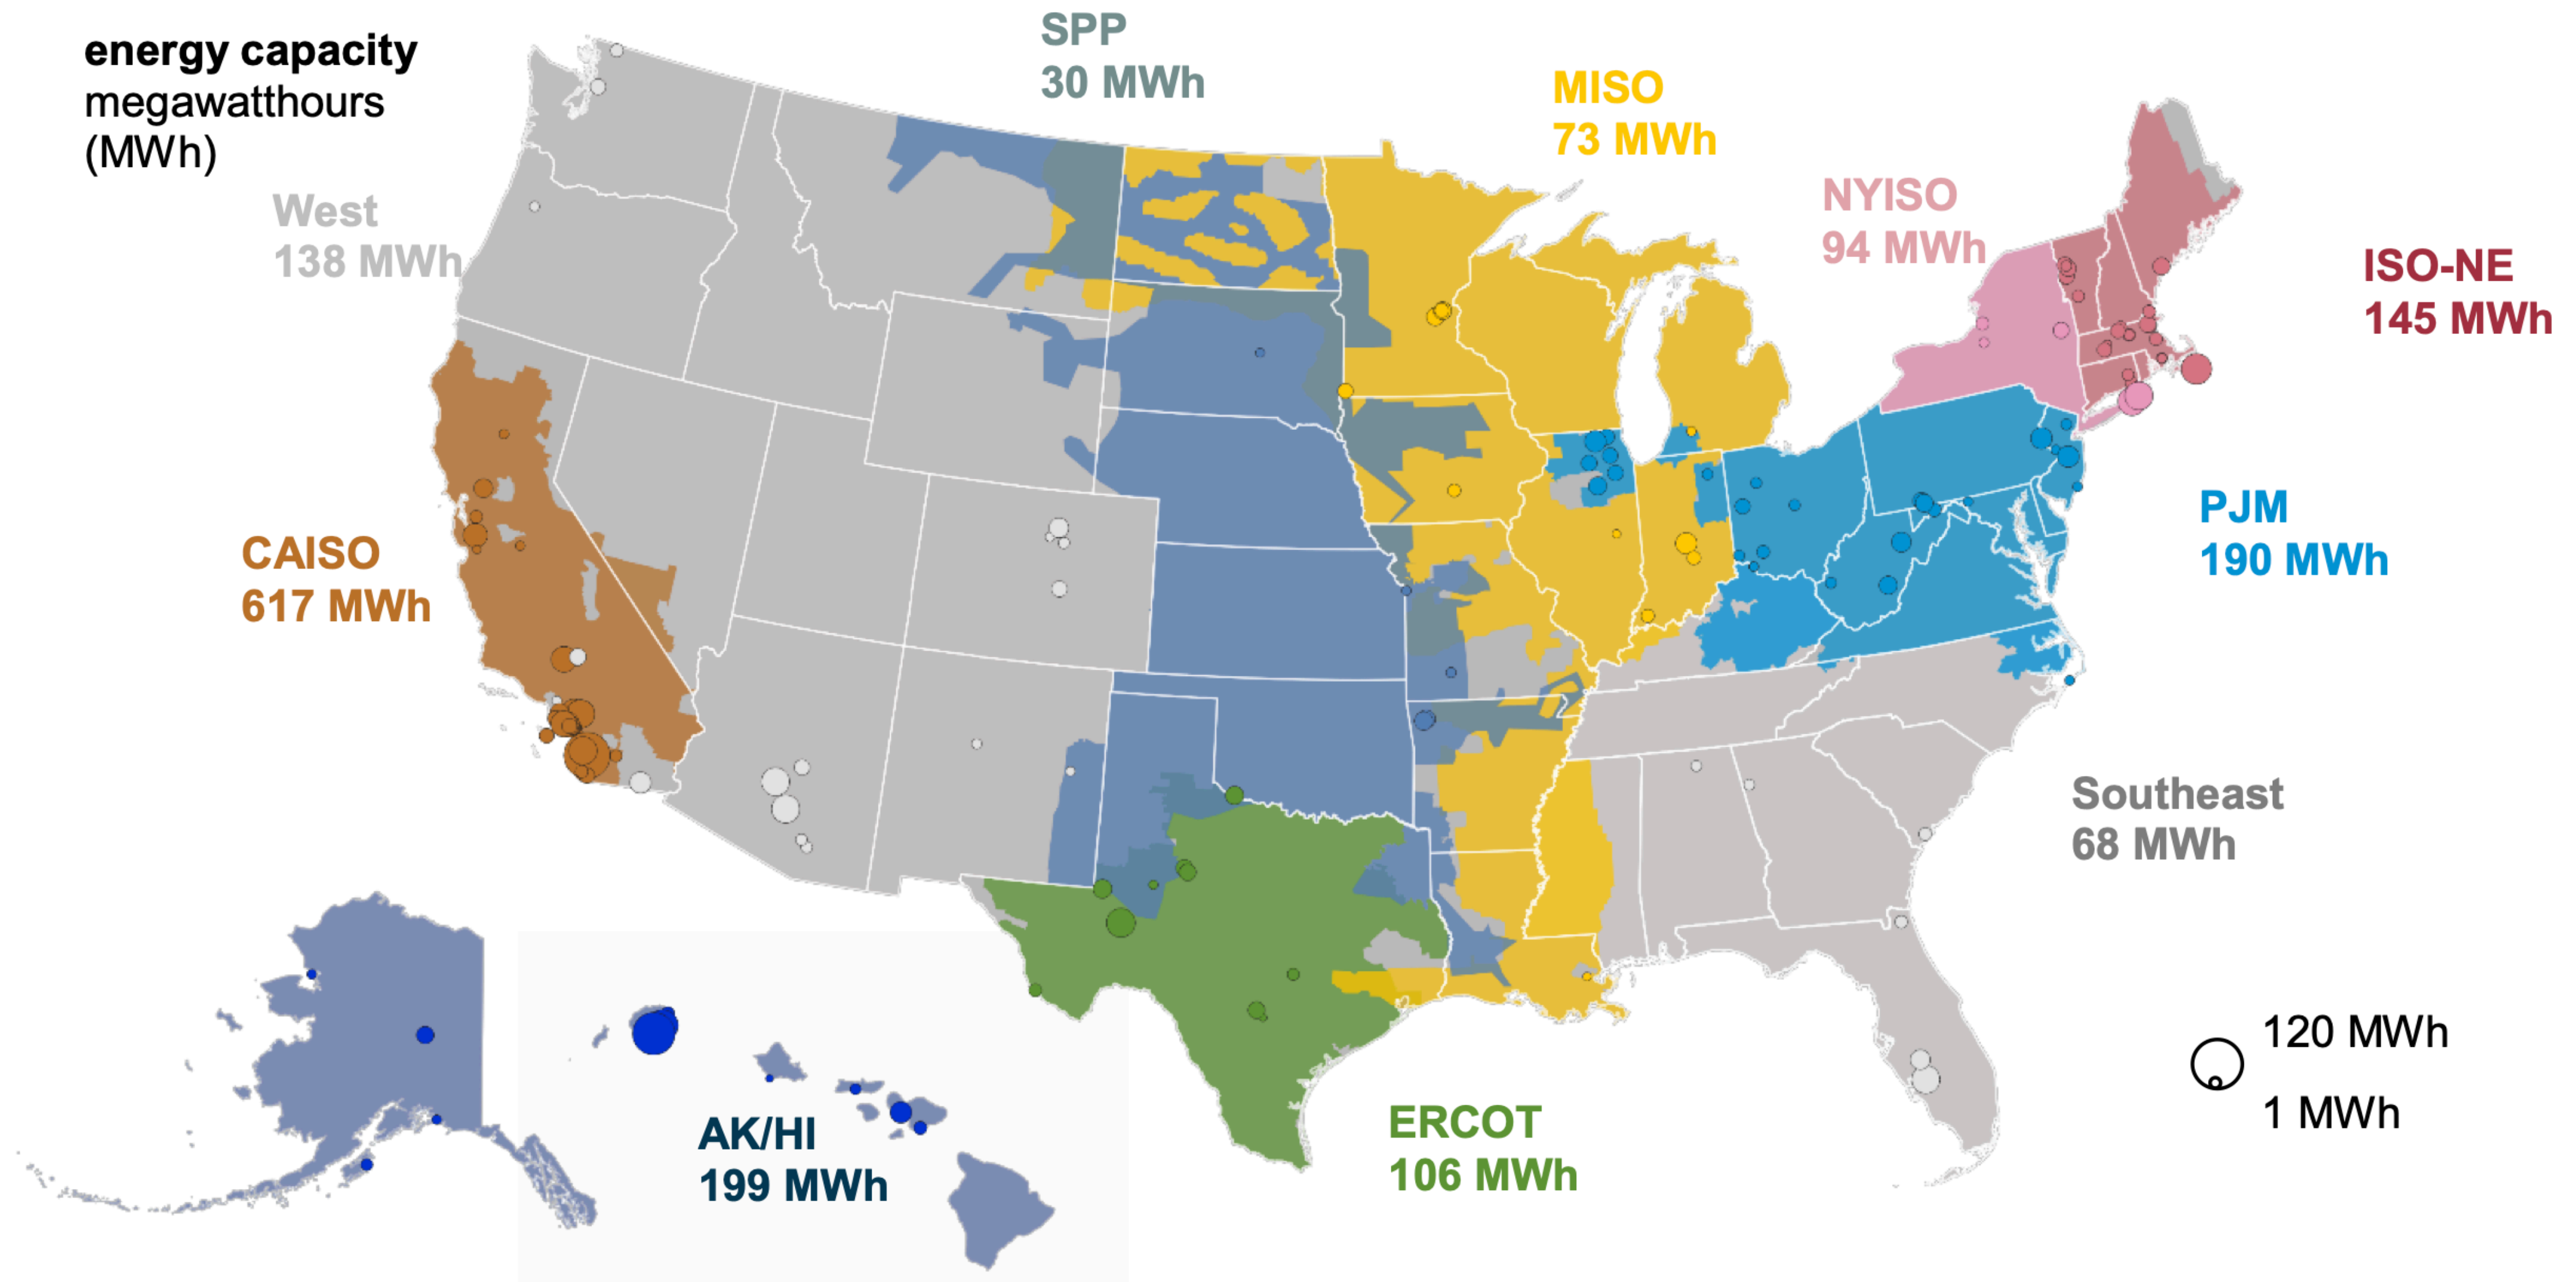 energy capacity
megawatthours
(MWh)
SPP
30 MWh
MISO
73 MWh
West
138 MWh
NYISO
94 MWh
ISO-NE
145 MWh
CAISO
617 MWh
PJM
190 MWh
Southeast
68 MWh
AK/HI
199 MWh
ERCOT
106 MWh
120 MWh
1 MWh